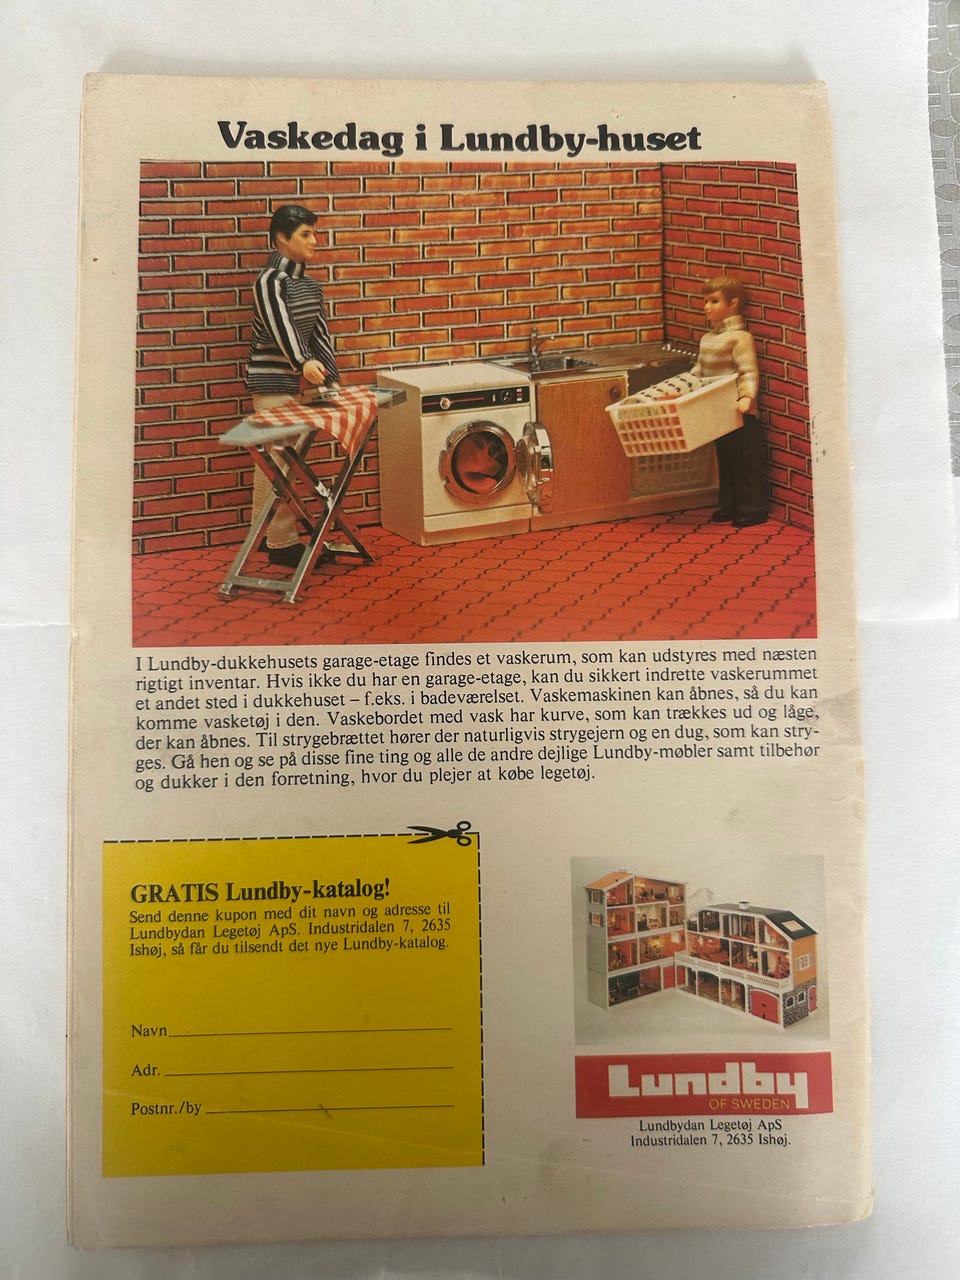 Vaskedag i Lundby-huset
I Lundby-dukkehusets garage-etage findes et vaskerum, som kan udstyres med næsten
rigtigt inventar. Hvis ikke du har en garage-etage, kan du sikkert indrette vaskerummet
et andet sted i dukkehuset – f.eks. i badeværelset. Vaskemaskinen kan åbnes, så du kan
komme vasketøj i den. Vaskebordet med vask har kurve, som kan trækkes ud og låge,
der kan åbnes. Til strygebrættet hører der naturligvis strygejern og en dug, som kan stry-
ges. Gå hen og se på disse fine ting og alle de andre dejlige Lundby-møbler samt tilbehør
og dukker i den forretning, hvor du plejer at købe legetøj.
GRATIS Lundby-katalog!
Send denne kupon med dit navn og adresse til
Lundbydan Legetøj ApS. Industridalen 7, 2635
Ishøj, så får du tilsendt det nye Lundby-katalog.
Navn
Adr.
Postnr./by
Lundby
OF SWEDEN
Lundbydan Legetøj ApS
Industridalen 7, 2635 Ishøj.